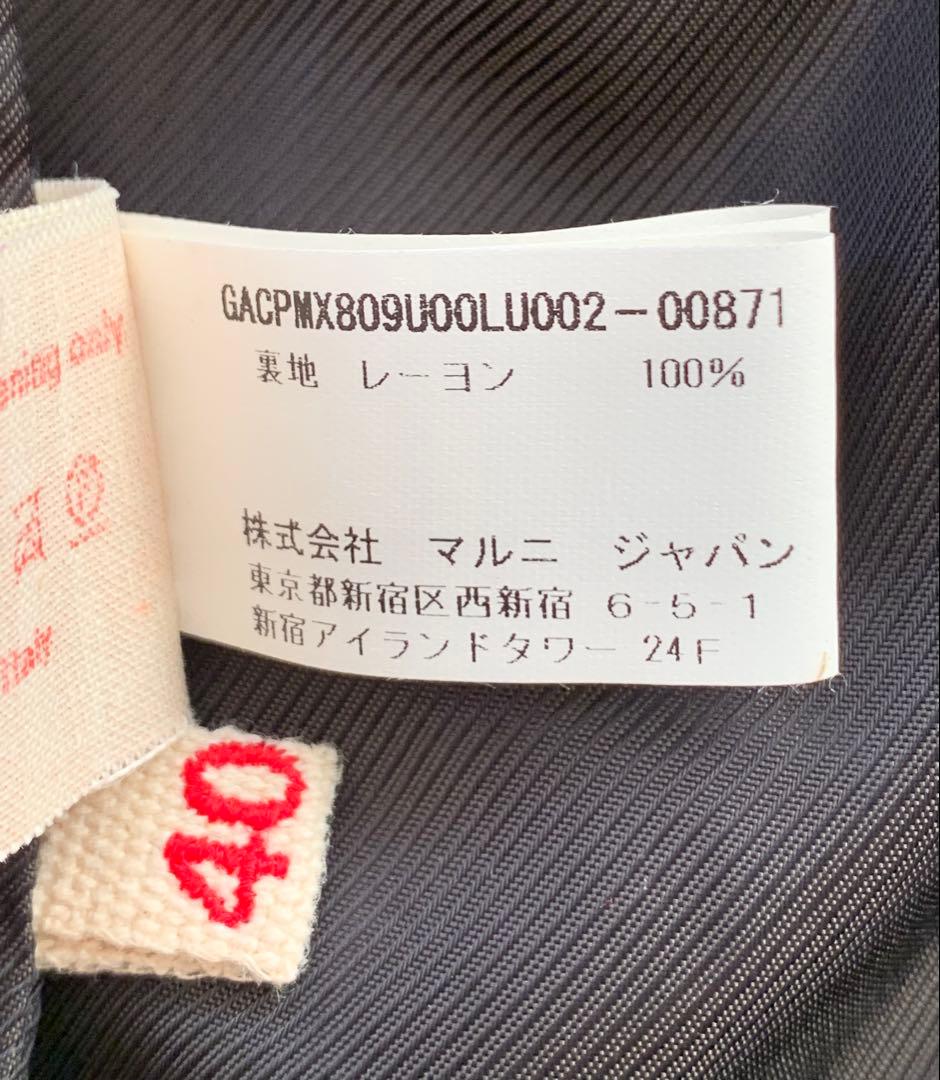 GACPMX809U00LU002-00871
裏地 レーヨン 100%
株式会社 マルニ ジャパン
東京都新宿区西新宿 6-5-1
新宿アイランドタワー 24F
only
Italy
40